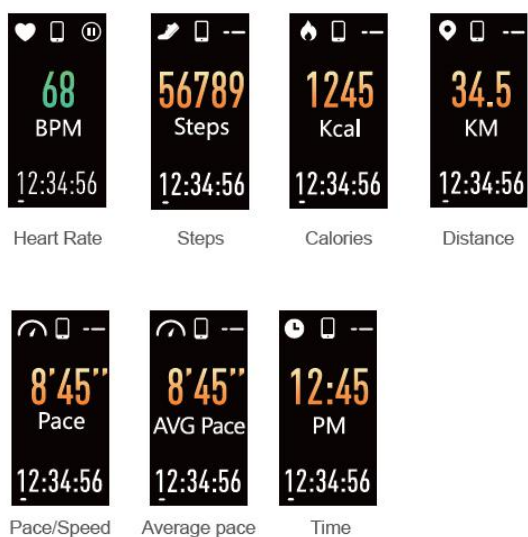 68
BPM
12:34:56
Heart Rate
56789
Steps
12:34:56
Steps
1245
Kcal
12:34:56
Calories
34.5
KM
12:34:56
Distance
8'45''
Pace
12:34:56
Pace/Speed
8'45''
AVG Pace
12:34:56
Average pace
12:45
PM
12:34:56
Time